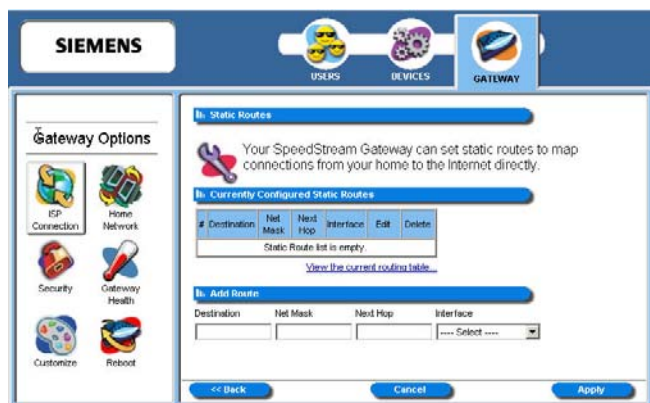 SIEMENS
USERS
DEVICES
GATEWAY
Gateway Options
ISP Connection
Home Network
Security
Gateway Health
Customize
Reboot
Static Routes
Your SpeedStream Gateway can set static routes to map
connections from your home to the Internet directly.
Currently Configured Static Routes
# Destination Net Mask Next Hop Interface Edit Delete
Static Route list is empty.
View the current routing table...
Add Route
Destination Net Mask Next Hop Interface
---- Select ----
<< Back Cancel Apply